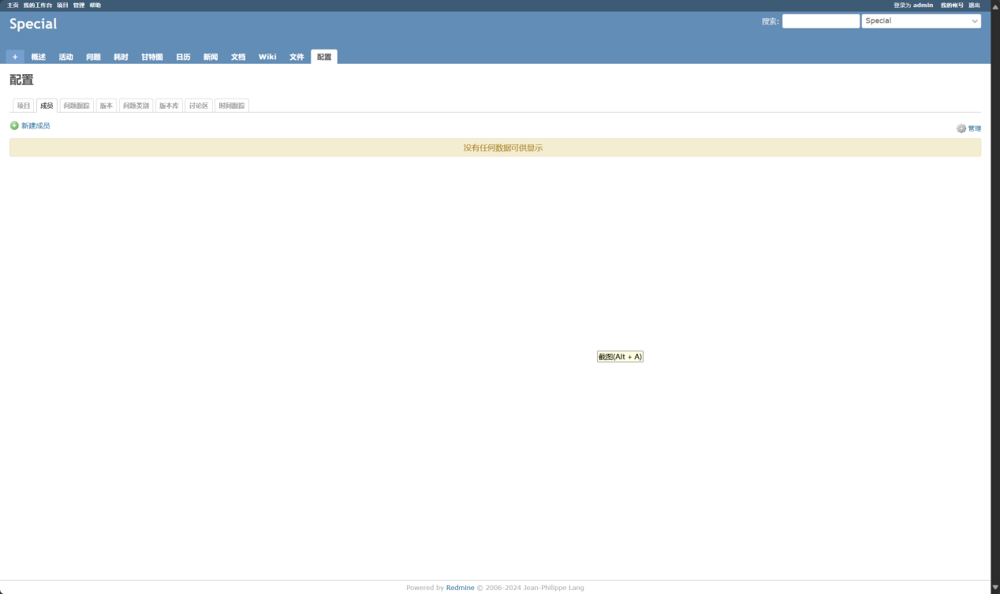 主页 我的工作台 项目 管理 帮助 登录为 admin 我的帐号 退出
Special 搜索: Special
+ 概述 活动 问题 耗时 甘特图 日历 新闻 文档 Wiki 文件 配置
配置
项目 成员 问题跟踪 版本 问题类别 版本库 讨论区 时间跟踪
新建成员 管理
没有任何数据可供显示
截图(Alt + A)
Powered by Redmine © 2006-2024 Jean-Philippe Lang